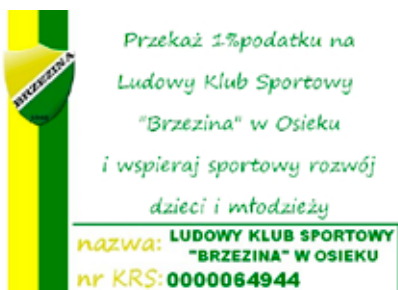 Przekaż 1%podatku na
Ludowy Klub Sportowy
BRZEZINA
"Brzezina" w Osieku
i wspieraj sportowy rozwój
dzieci i młodzieży
nazwa: LUDOWY KLUB SPORTOWY
"BRZEZINA" W OSIEKU
nr KRS: 0000064944